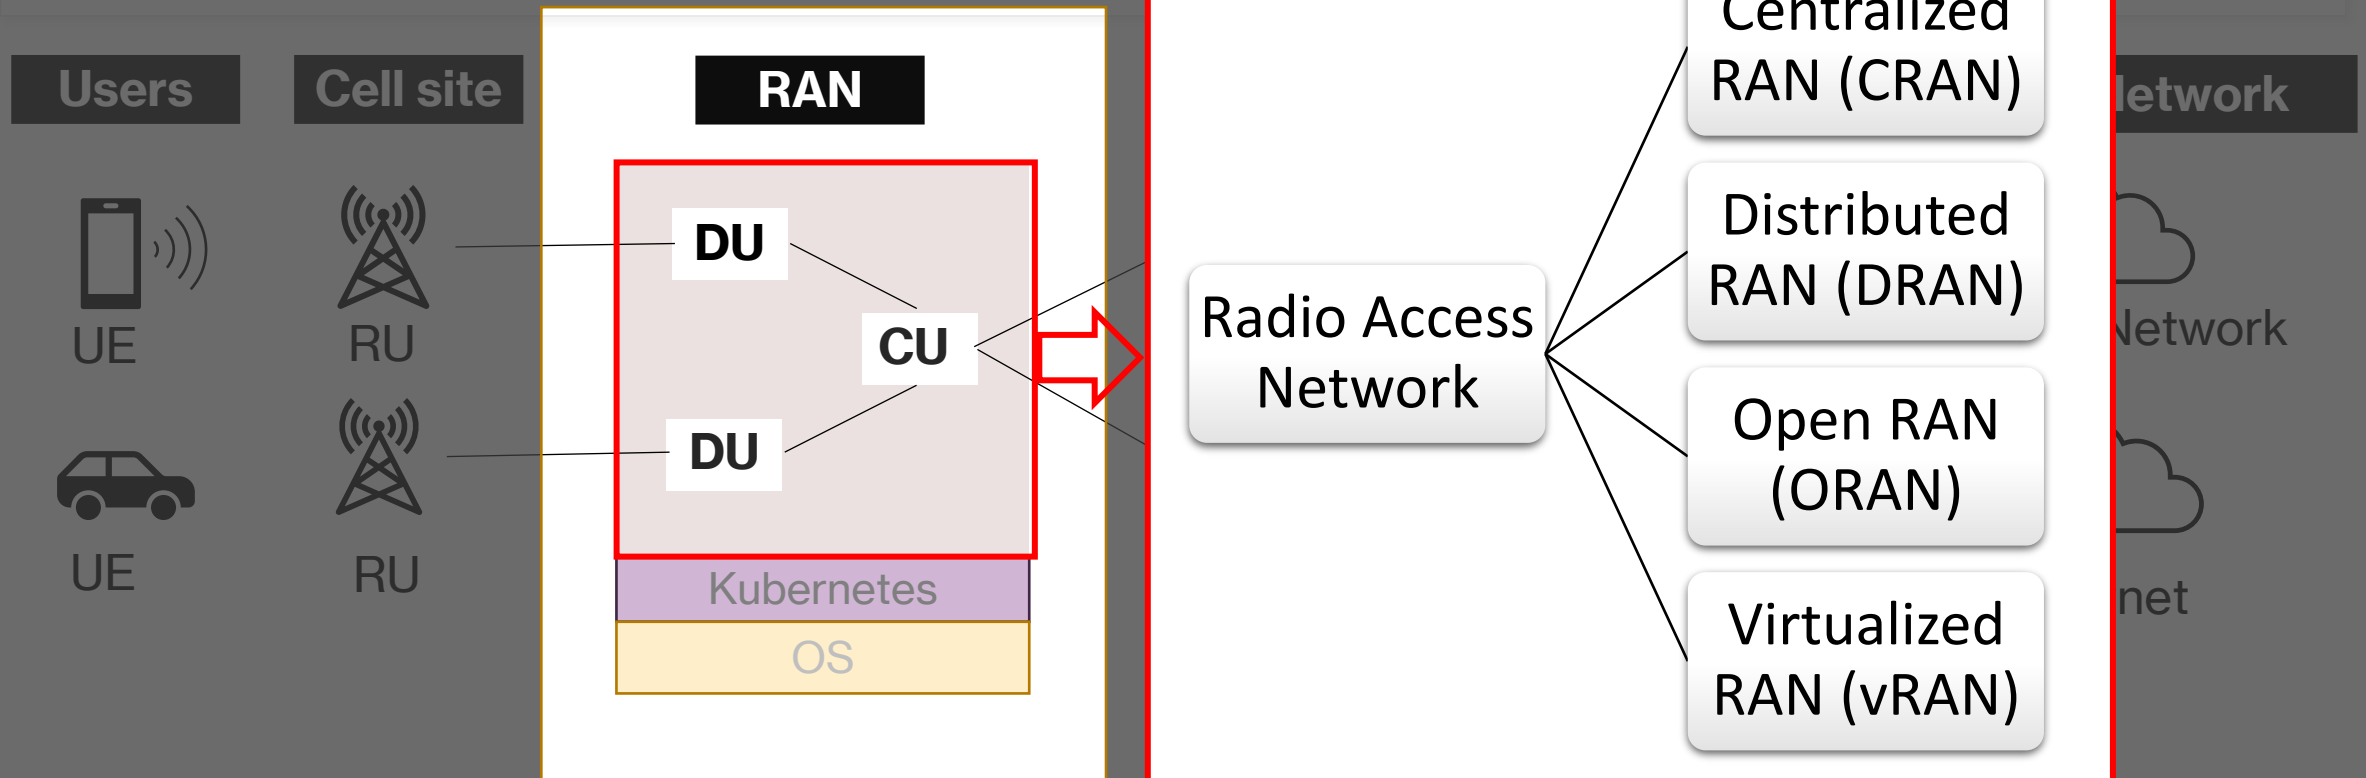 Users
Cell site
RAN
UE
RU
DU
CU
DU
UE
RU
Kubernetes
OS
Radio Access
Network
Centralized
RAN (CRAN)
Distributed
RAN (DRAN)
Open RAN
(ORAN)
Virtualized
RAN (vRAN)
etwork
Network
net